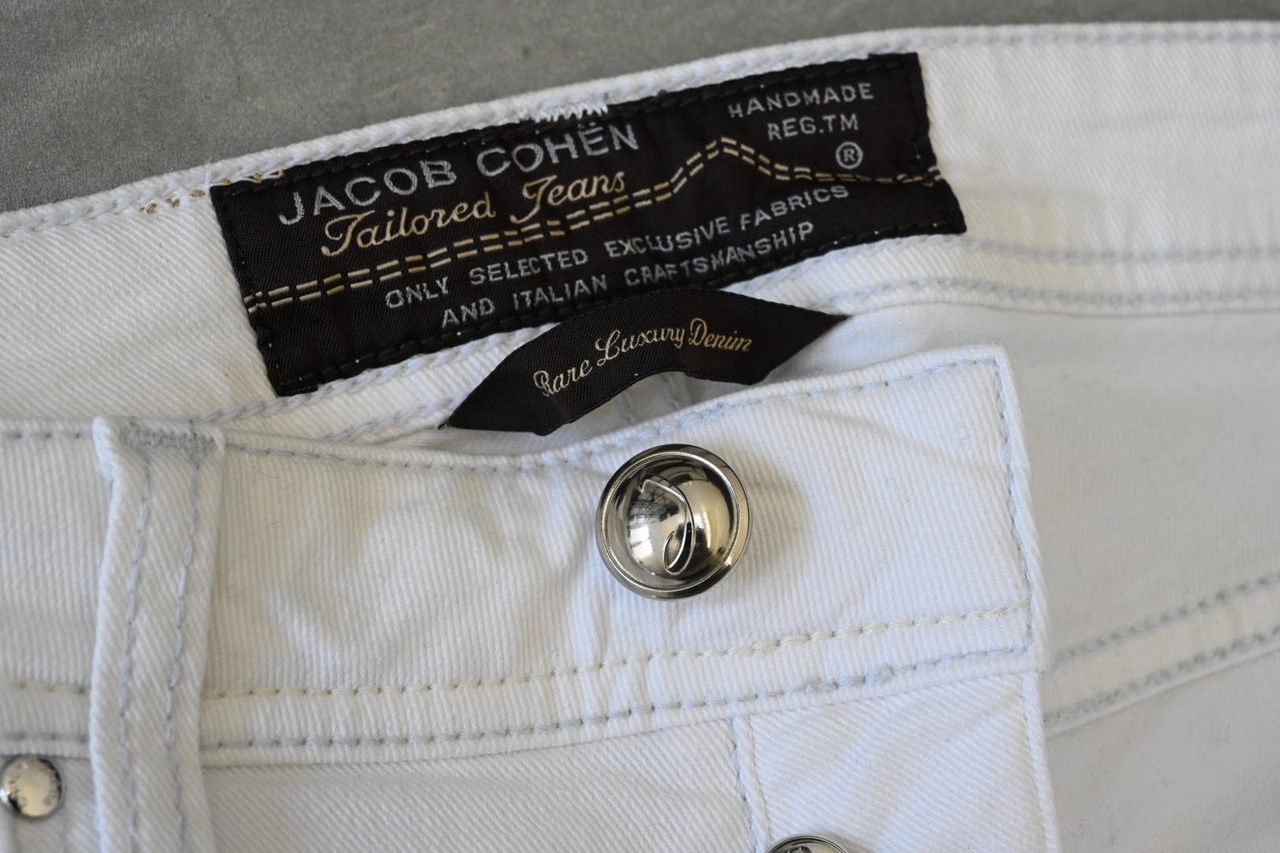 JACOB COHËN
Tailored Jeans
HANDMADE
REG.TM
®
ONLY SELECTED EXCLUSIVE FABRICS
AND ITALIAN CRAFTSMANSHIP
Rare Luxury Denim